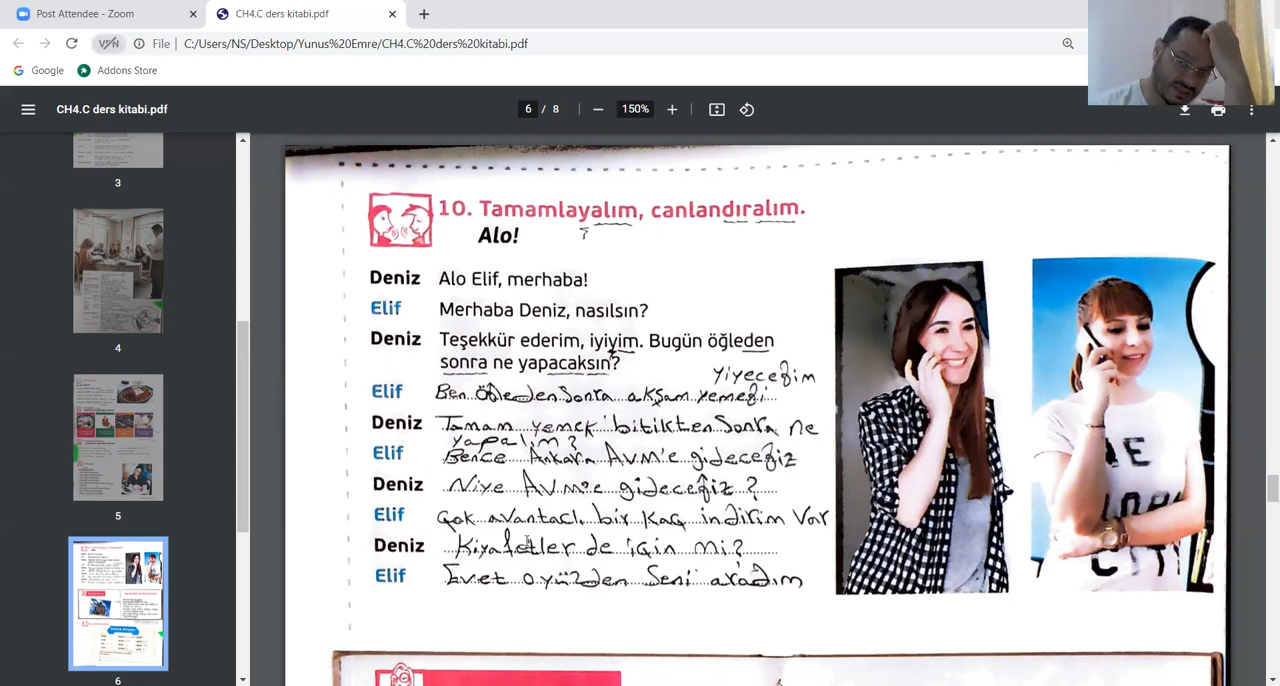 Post Attendee - Zoom
CH4.C ders kitabi.pdf
VPN
File
C:/Users/NS/Desktop/Yunus%20Emre/CH4.C%20ders%20kitabi.pdf
Google
Addons Store
CH4.C ders kitabi.pdf
6 / 8
150%
3
4
5
6
10. Tamamlayalım, canlandıralım.
Alo!
Deniz Alo Elif, merhaba!
Elif Merhaba Deniz, nasılsın?
Deniz Teşekkür ederim, iyiyim. Bugün öğleden
sonra ne yapacaksın?
yiyeceğim
Elif Ben Öğleden Sonra akşam yemeği
Deniz Tamam yemek bitikten Sonra ne
yapalım?
Elif Bence Ankara AVM'e gideceğiz
Deniz Niye AVM'e gideceğiz?
Elif Çok avantacı bir kaç indirim var
Deniz Kiyafetler de için mi?
Elif Evet o yüzden Seni aradım